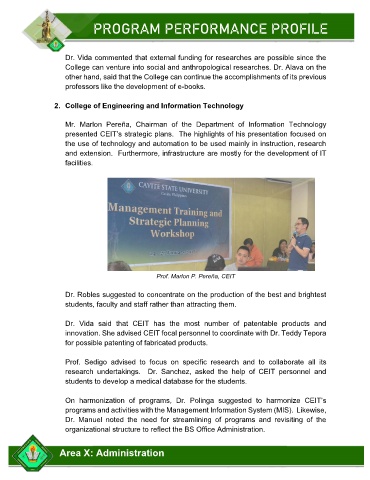 PROGRAM PERFORMANCE PROFILE
Dr. Vida commented that external funding for researches are possible since the
College can venture into social and anthropological researches. Dr. Alava on the
other hand, said that the College can continue the accomplishments of its previous
professors like the development of e-books.
2. College of Engineering and Information Technology
Mr. Marlon Pereña, Chairman of the Department of Information Technology
presented CEIT's strategic plans. The highlights of his presentation focused on
the use of technology and automation to be used mainly in instruction, research
and extension. Furthermore, infrastructure are mostly for the development of IT
facilities.
CAVITE STATE UNIVERSITY
Management Training and
Strategic Planning
Workshop
Prof. Marlon P. Pereña, CEIT
Dr. Robles suggested to concentrate on the production of the best and brightest
students, faculty and staff rather than attracting them.
Dr. Vida said that CEIT has the most number of patentable products and
innovation. She advised CEIT focal personnel to coordinate with Dr. Teddy Tepora
for possible patenting of fabricated products.
Prof. Sedigo advised to focus on specific research and to collaborate all its
research undertakings. Dr. Sanchez, asked the help of CEIT personnel and
students to develop a medical database for the students.
On harmonization of programs, Dr. Polinga suggested to harmonize CEIT's
programs and activities with the Management Information System (MIS). Likewise,
Dr. Manuel noted the need for streamlining of programs and revisiting of the
organizational structure to reflect the BS Office Administration.
Area X: Administration